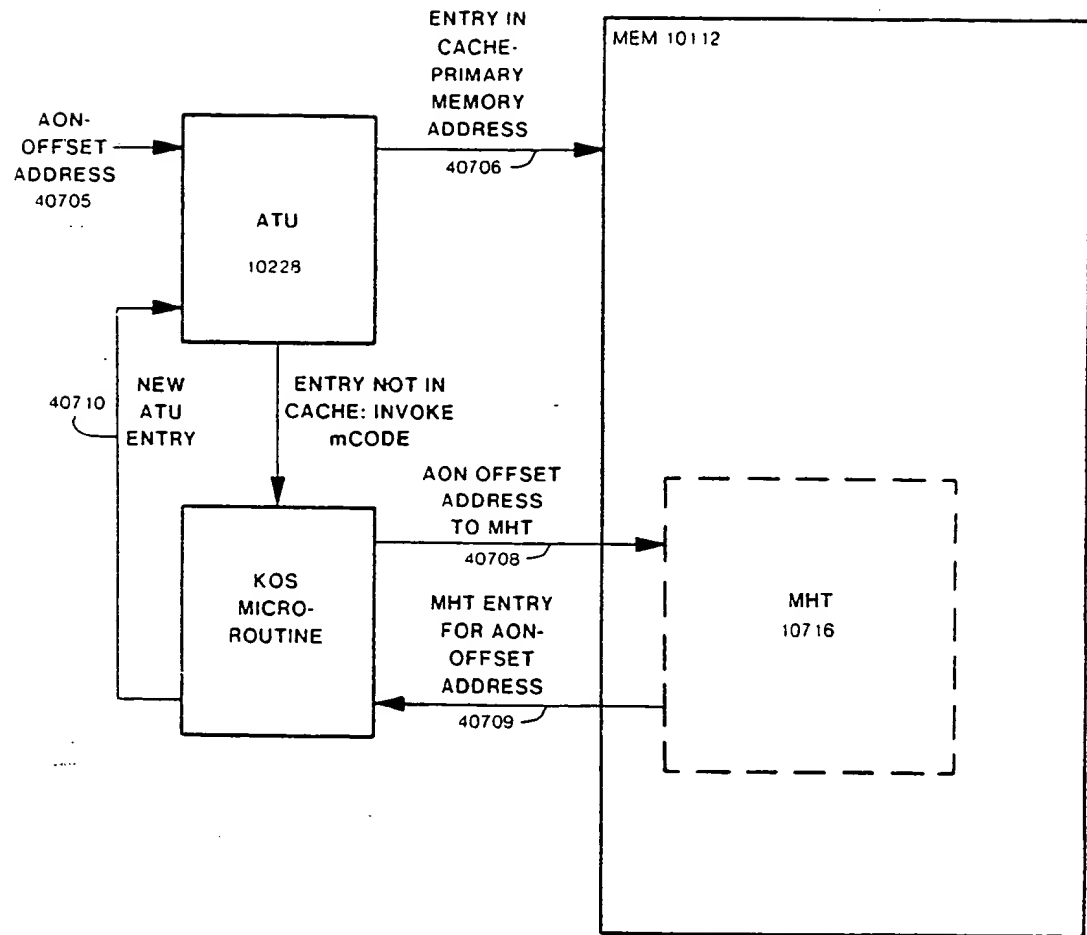 ENTRY IN
CACHE-
PRIMARY
MEMORY
ADDRESS
40706
MEM 10112
AON-
OFFSET
ADDRESS
40705
ATU
10228
40710
NEW
ATU
ENTRY
ENTRY NOT IN
CACHE: INVOKE
mCODE
AON OFFSET
ADDRESS
TO MHT
40708
KOS
MICRO-
ROUTINE
MHT ENTRY
FOR AON-
OFFSET
ADDRESS
40709
MHT
10716